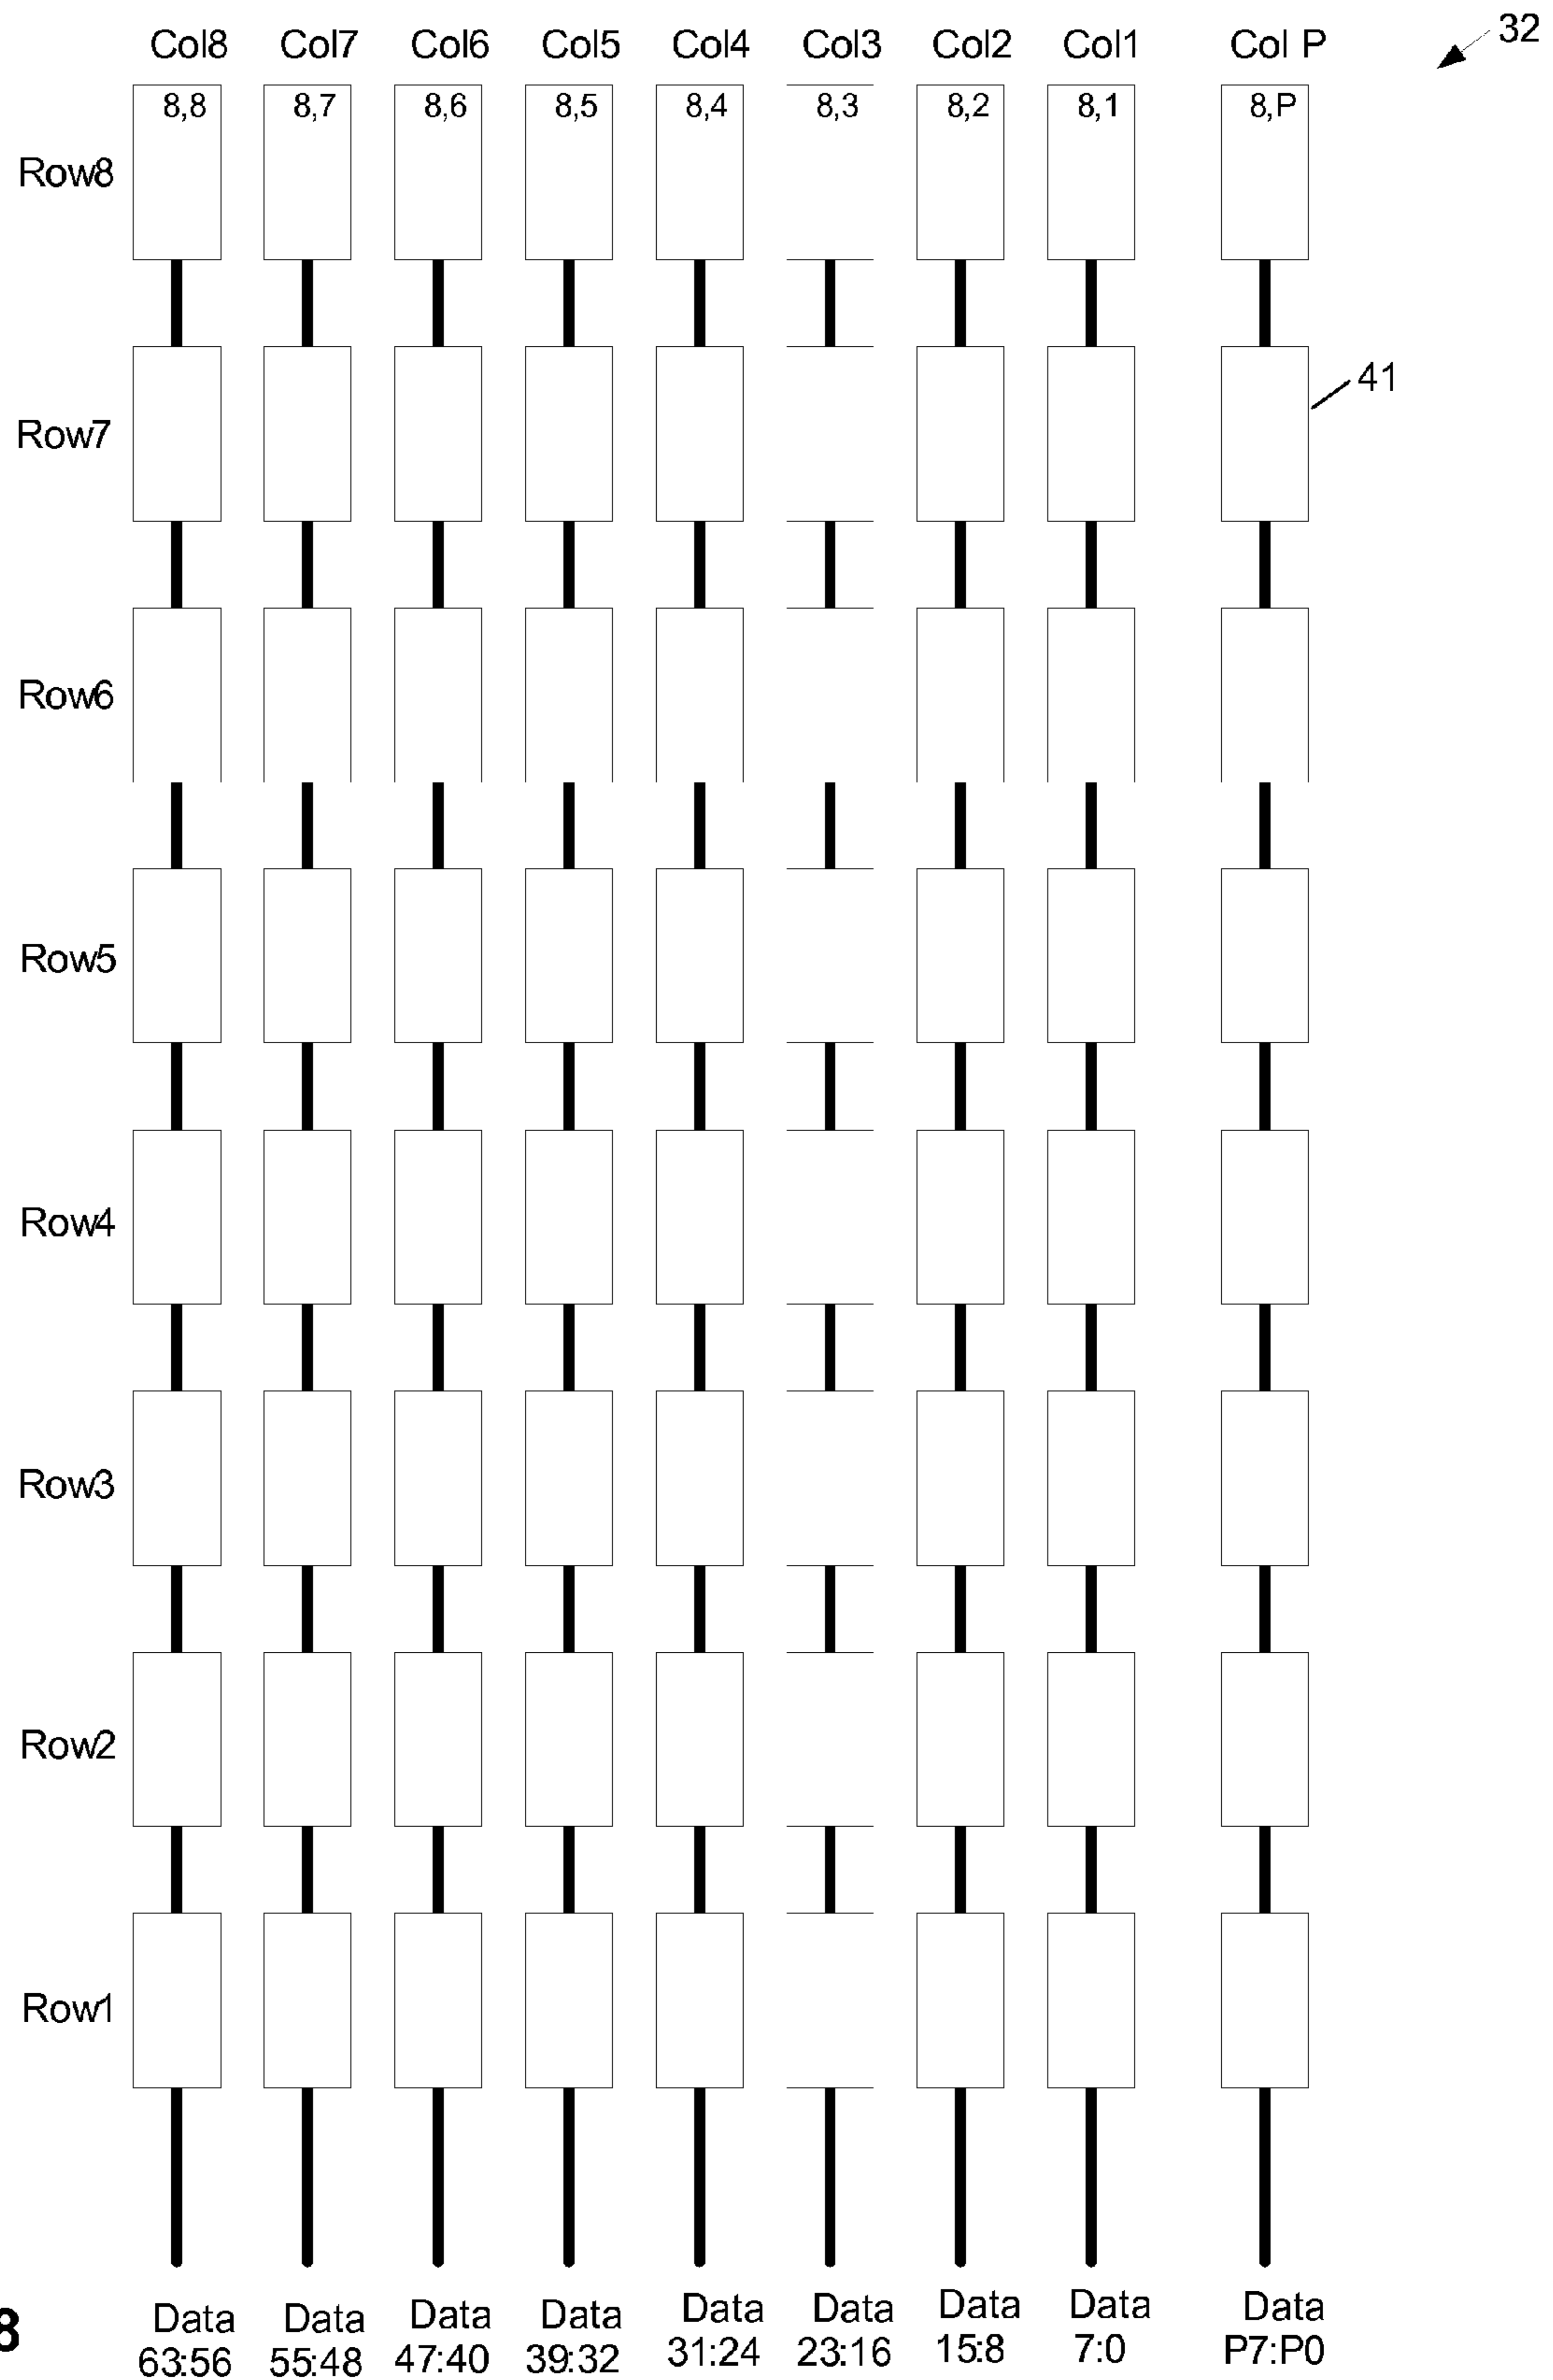 32
Col8 Col7 Col6 Col5 Col4 Col3 Col2 Col1 Col P
8,8 8,7 8,6 8,5 8,4 8,3 8,2 8,1 8,P
Row8
41
Row7
Row6
Row5
Row4
Row3
Row2
Row1
8
Data Data Data Data Data Data Data Data Data
63:56 55:48 47:40 39:32 31:24 23:16 15:8 7:0 P7:P0